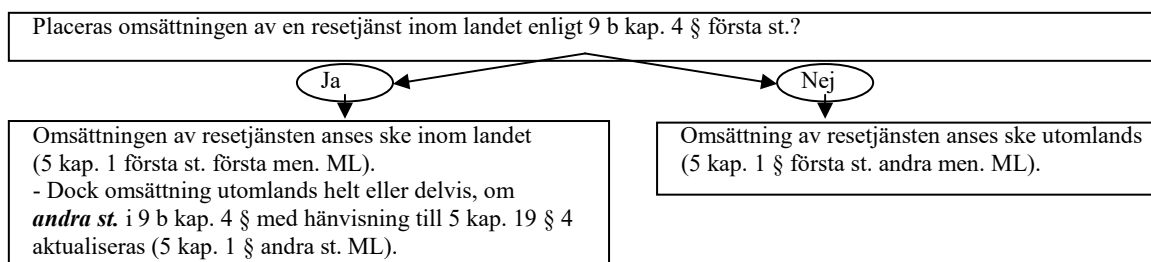 Placeras omsättningen av en resetjänst inom landet enligt 9 b kap. 4 § första st.?
Ja
Nej
Omsättningen av resetjänsten anses ske inom landet
(5 kap. 1 första st. första men. ML).
- Dock omsättning utomlands helt eller delvis, om
andra st. i 9 b kap. 4 § med hänvisning till 5 kap. 19 § 4
aktualiseras (5 kap. 1 § andra st. ML).
Omsättning av resetjänsten anses ske utomlands
(5 kap. 1 § första st. andra men. ML).